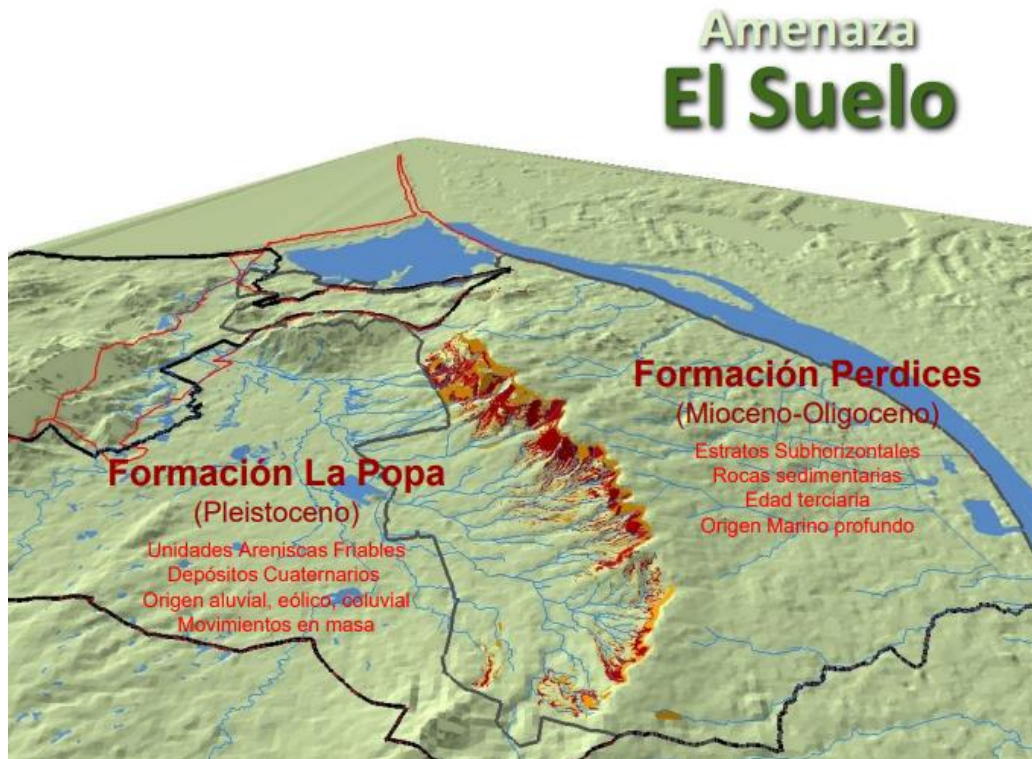 Amenaza
El Suelo
Formación Perdices
(Mioceno-Oligoceno)
Estratos Subhorizontales
Rocas sedimentarias
Edad terciaria
Origen Marino profundo
Formación La Popa
(Pleistoceno)
Unidades Areniscas Friables
Depósitos Cuaternarios
Origen aluvial, eólico, coluvial
Movimientos en masa